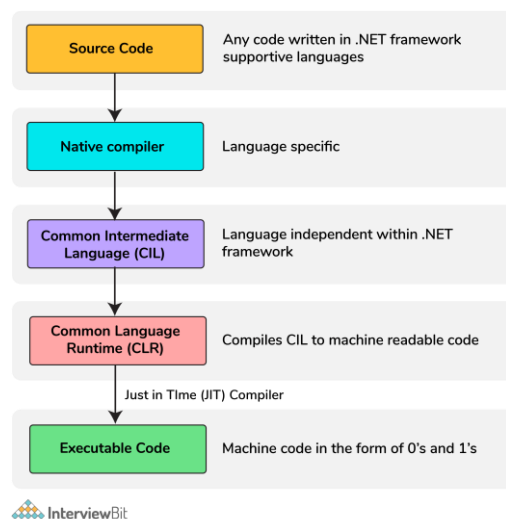 Source Code
Any code written in .NET framework
supportive languages
Native compiler
Language specific
Common Intermediate
Language (CIL)
Language independent within .NET
framework
Common Language
Runtime (CLR)
Compiles CIL to machine readable code
Just in TIme (JIT) Compiler
Executable Code
Machine code in the form of 0's and 1's
InterviewBit